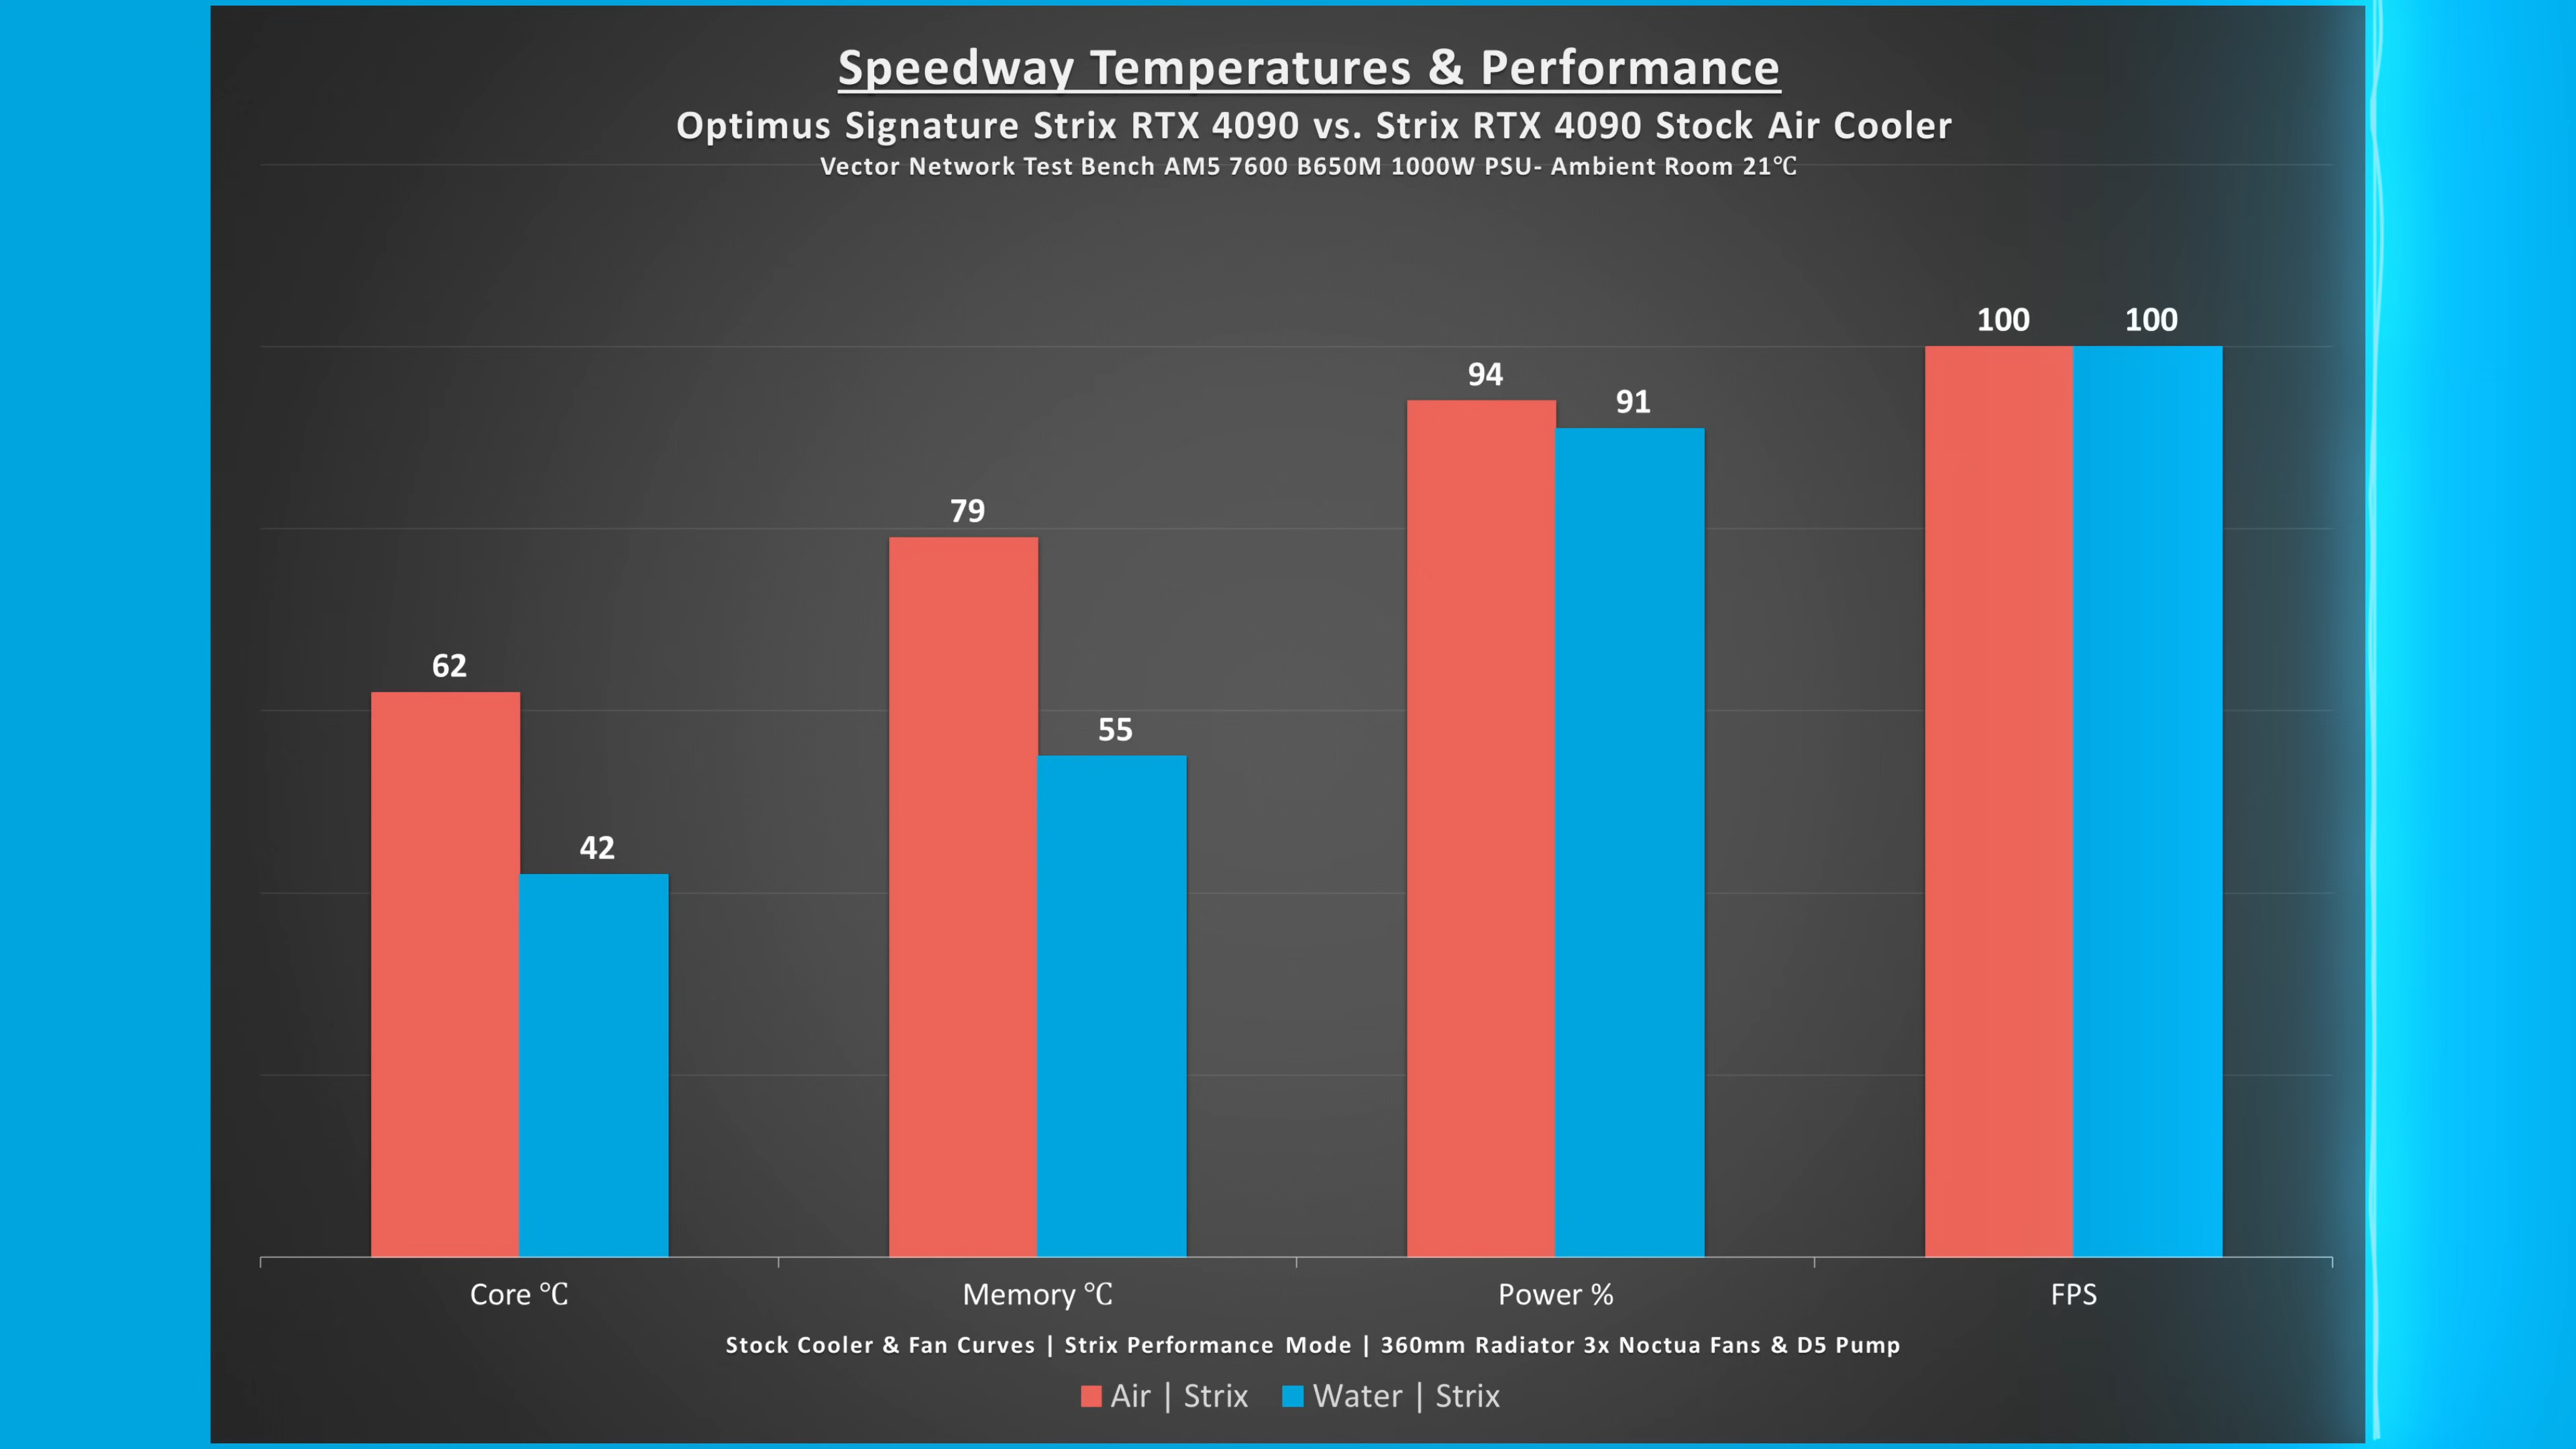 Speedway Temperatures & Performance
Optimus Signature Strix RTX 4090 vs. Strix RTX 4090 Stock Air Cooler
Vector Network Test Bench AM5 7600 B650M 1000W PSU- Ambient Room 21℃
100 100
94
91
79
55
62
42
Core ℃ Memory ℃ Power % FPS
Stock Cooler & Fan Curves | Strix Performance Mode | 360mm Radiator 3x Noctua Fans & D5 Pump
Air | Strix Water | Strix